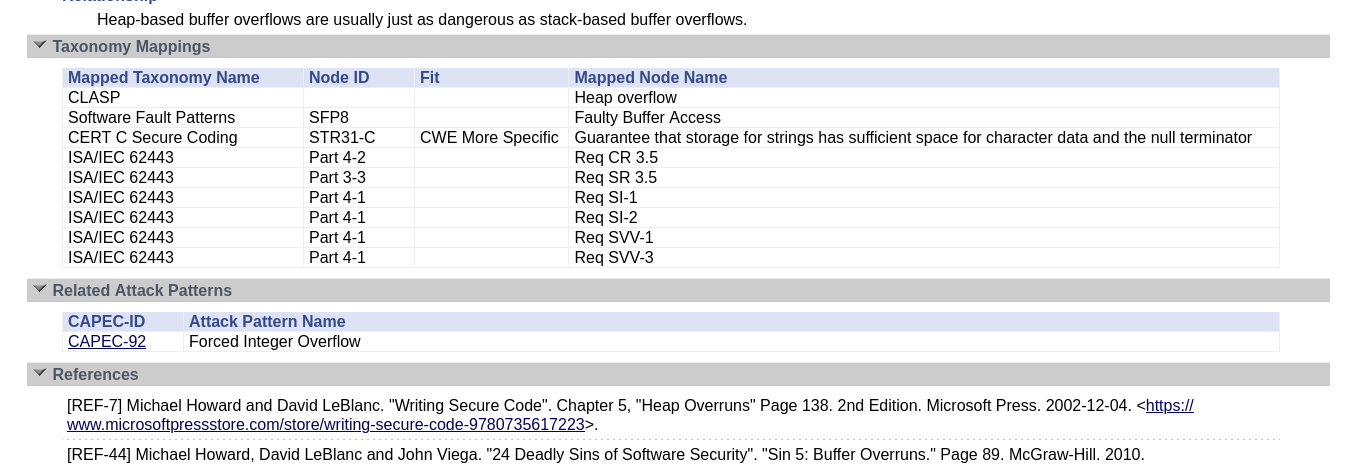 Relationship
Heap-based buffer overflows are usually just as dangerous as stack-based buffer overflows.
Taxonomy Mappings
Mapped Taxonomy Name Node ID Fit Mapped Node Name
CLASP Heap overflow
Software Fault Patterns SFP8 Faulty Buffer Access
CERT C Secure Coding STR31-C CWE More Specific Guarantee that storage for strings has sufficient space for character data and the null terminator
ISA/IEC 62443 Part 4-2 Req CR 3.5
ISA/IEC 62443 Part 3-3 Req SR 3.5
ISA/IEC 62443 Part 4-1 Req SI-1
ISA/IEC 62443 Part 4-1 Req SI-2
ISA/IEC 62443 Part 4-1 Req SVV-1
ISA/IEC 62443 Part 4-1 Req SVV-3
Related Attack Patterns
CAPEC-ID Attack Pattern Name
CAPEC-92 Forced Integer Overflow
References
[REF-7] Michael Howard and David LeBlanc. "Writing Secure Code". Chapter 5, "Heap Overruns" Page 138. 2nd Edition. Microsoft Press. 2002-12-04. <https://
www.microsoftpressstore.com/store/writing-secure-code-9780735617223>.
[REF-44] Michael Howard, David LeBlanc and John Viega. "24 Deadly Sins of Software Security". "Sin 5: Buffer Overruns." Page 89. McGraw-Hill. 2010.